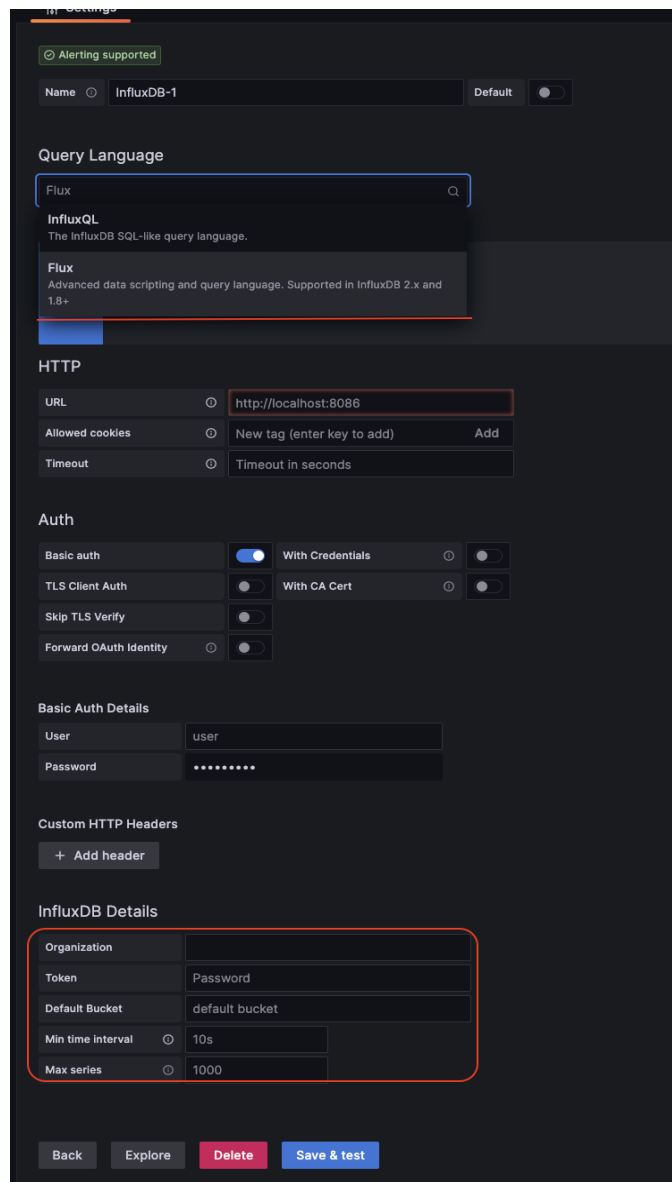 Settings
Alerting supported
Name InfluxDB-1 Default
Query Language
Flux
InfluxQL
The InfluxDB SQL-like query language.
Flux
Advanced data scripting and query language. Supported in InfluxDB 2.x and
1.8+
HTTP
URL http://localhost:8086
Allowed cookies New tag (enter key to add) Add
Timeout Timeout in seconds
Auth
Basic auth With Credentials
TLS Client Auth With CA Cert
Skip TLS Verify
Forward OAuth Identity
Basic Auth Details
User user
Password •••••••••
Custom HTTP Headers
+ Add header
InfluxDB Details
Organization
Token Password
Default Bucket default bucket
Min time interval 10s
Max series 1000
Back Explore Delete Save & test